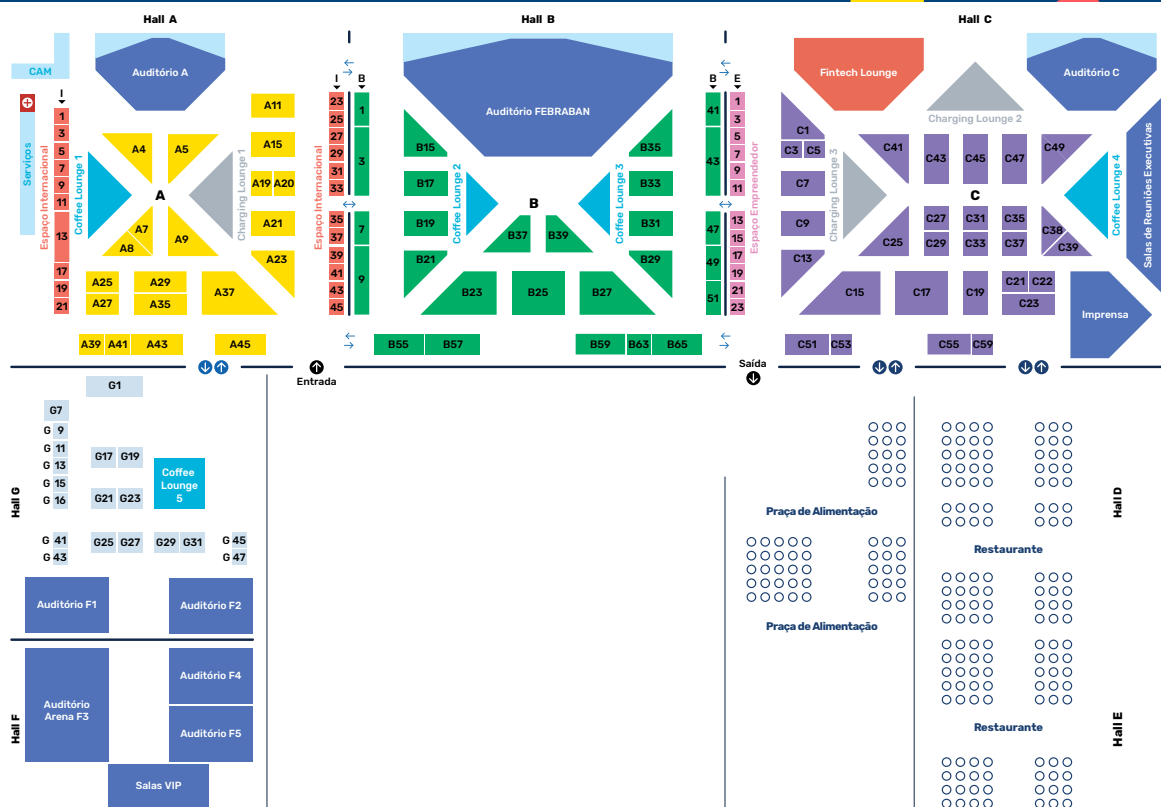 Hall A
Hall B
Hall C
CAM
Auditório A
Auditório FEBRABAN
Fintech Lounge
Auditório C
Charging Lounge 2
Serviços
Espaço Internacional
I
1
3
5
7
9
11
13
17
19
21
Coffee Lounge 1
A4
A5
A
A7
A8
A9
Charging Lounge 1
A11
A15
A19
A20
A21
A23
A25
A29
A27
A35
A37
A39
A41
A43
A45
Espaço Internacional
I
23
25
27
29
31
33
35
37
39
41
43
45
B
1
3
7
9
B15
B17
B19
B21
Coffee Lounge 2
B
B37
B39
Coffee Lounge 3
B35
B33
B31
B29
B23
B25
B27
B55
B57
B59
B63
B65
B
41
43
47
49
51
E
1
3
5
7
9
11
13
15
17
19
21
23
Espaço Empreendedor
C1
C3
C5
C7
C9
C13
Charging Lounge 3
C41
C43
C45
C47
C49
C
C25
C27
C31
C35
C29
C33
C37
C38
C39
Coffee Lounge 4
Salas de Reuniões Executivas
C15
C17
C19
C21
C22
C23
Imprensa
C51
C53
C55
C59
Entrada
Saída
Hall G
G1
G7
G 9
G 11
G 13
G 15
G 16
G17
G19
G21
G23
Coffee
Lounge
5
G 41
G 43
G25
G27
G29
G31
G 45
G 47
Auditório F1
Auditório F2
Hall F
Auditório
Arena F3
Auditório F4
Auditório F5
Salas VIP
Praça de Alimentação
Praça de Alimentação
Hall D
Restaurante
Hall E
Restaurante